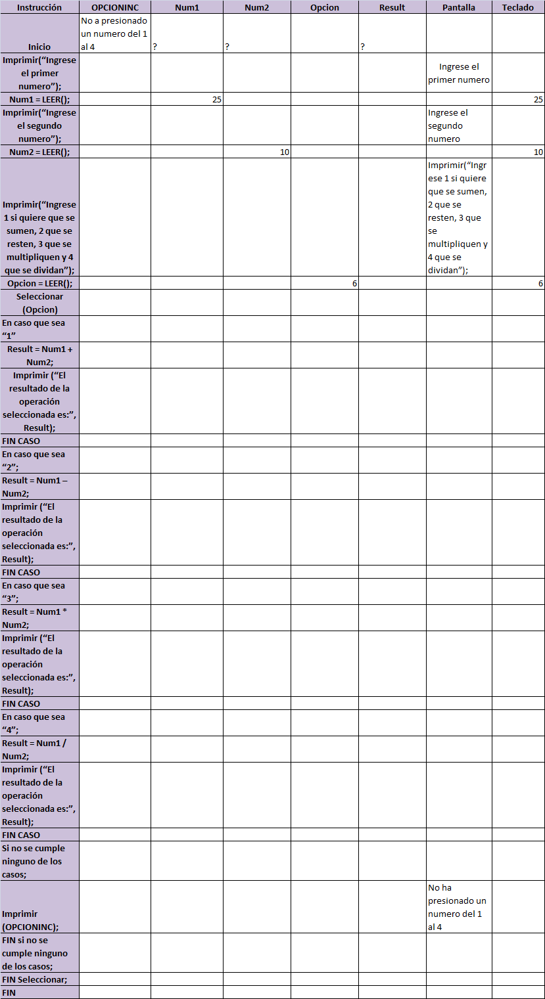 Instrucción OPCIONINC Num1 Num2 Opcion Result Pantalla Teclado
No a presionado
un numero del 1
Inicio al 4 ? ? ?
Imprimir(“Ingrese
el primer
numero”);
Ingrese el
primer numero
Num1 = LEER(); 25 25
Imprimir(“Ingrese
el segundo
numero”);
Ingrese el
segundo
numero
Num2 = LEER(); 10 10
Imprimir(“Ingrese
1 si quiere que se
sumen, 2 que se
resten, 3 que se
multipliquen y 4
que se dividan”);
Imprimir(“Ingr
ese 1 si quiere
que se sumen,
2 que se
resten, 3 que
se
multipliquen y
4 que se
dividan”);
Opcion = LEER(); 6 6
Seleccionar
(Opcion)
En caso que sea
“1”
Result = Num1 +
Num2;
Imprimir (“El
resultado de la
operación
seleccionada es:”,
Result);
FIN CASO
En caso que sea
“2”;
Result = Num1 –
Num2;
Imprimir (“El
resultado de la
operación
seleccionada es:”,
Result);
FIN CASO
En caso que sea
“3”;
Result = Num1 *
Num2;
Imprimir (“El
resultado de la
operación
seleccionada es:”,
Result);
FIN CASO
En caso que sea
“4”;
Result = Num1 /
Num2;
Imprimir (“El
resultado de la
operación
seleccionada es:”,
Result);
FIN CASO
Si no se cumple
ninguno de los
casos;
Imprimir
(OPCIONINC);
No ha
presionado un
numero del 1
al 4
FIN si no se
cumple ninguno
de los casos;
FIN Seleccionar;
FIN